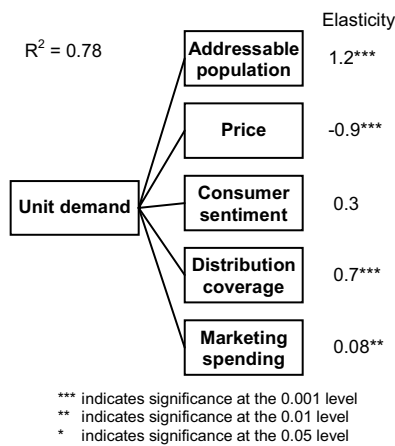 Elasticity
R² = 0.78
Addressable
population
1.2***
Price
-0.9***
Unit demand
Consumer
sentiment
0.3
Distribution
coverage
0.7***
Marketing
spending
0.08**
*** indicates significance at the 0.001 level
** indicates significance at the 0.01 level
* indicates significance at the 0.05 level